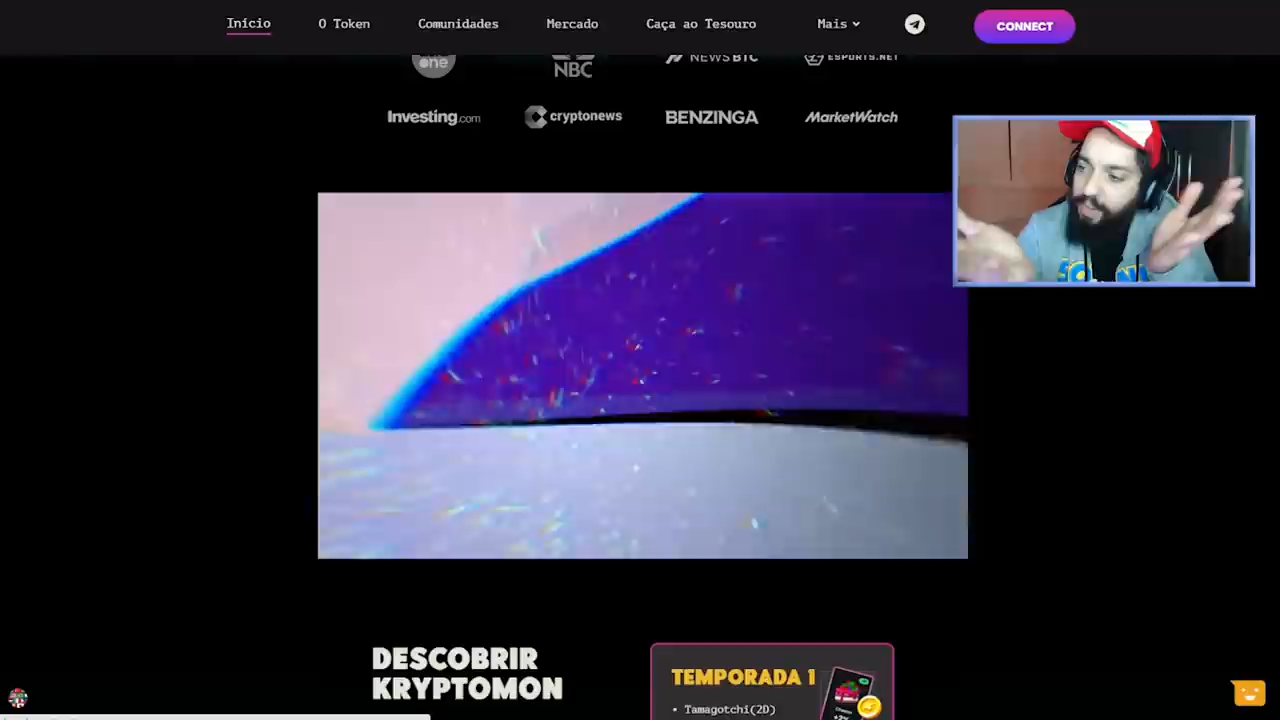 Início O Token Comunidades Mercado Caça ao Tesouro Mais CONNECT
one NBC NEWSBTC ESPORTS.NET
Investing.com cryptonews BENZINGA MarketWatch
DESCOBRIR
KRYPTOMON
TEMPORADA 1
• Tamagotchi(2D)